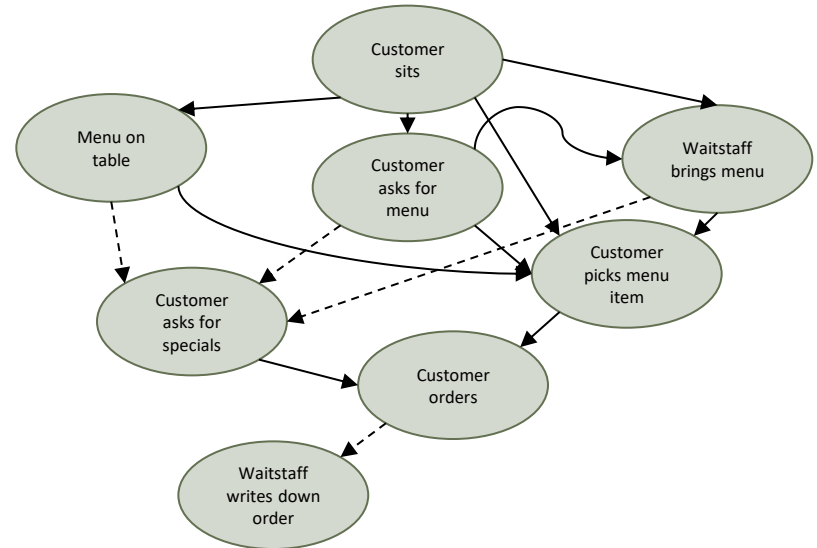 Customer
sits
Menu on
table
Customer
asks for
menu
Waitstaff
brings menu
Customer
picks menu
item
Customer
asks for
specials
Customer
orders
Waitstaff
writes down
order